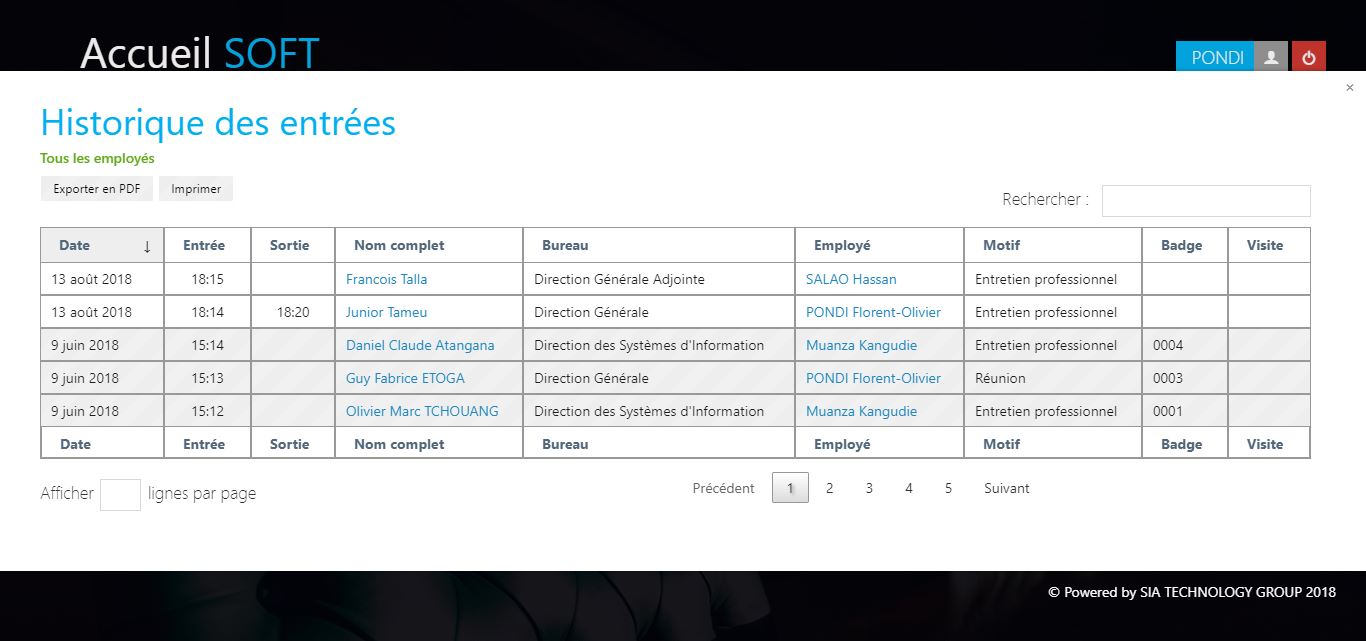 Accueil SOFT
PONDI
×
Historique des entrées
Tous les employés
Exporter en PDF Imprimer
Rechercher :
Date ↓ Entrée Sortie Nom complet Bureau Employé Motif Badge Visite
13 août 2018 18:15 Francois Talla Direction Générale Adjointe SALAO Hassan Entretien professionnel
13 août 2018 18:14 18:20 Junior Tameu Direction Générale PONDI Florent-Olivier Entretien professionnel
9 juin 2018 15:14 Daniel Claude Atangana Direction des Systèmes d'Information Muanza Kangudie Entretien professionnel 0004
9 juin 2018 15:13 Guy Fabrice ETOGA Direction Générale PONDI Florent-Olivier Réunion 0003
9 juin 2018 15:12 Olivier Marc TCHOUANG Direction des Systèmes d'Information Muanza Kangudie Entretien professionnel 0001
Date Entrée Sortie Nom complet Bureau Employé Motif Badge Visite
Afficher lignes par page
Précédent 1 2 3 4 5 Suivant
© Powered by SIA TECHNOLOGY GROUP 2018